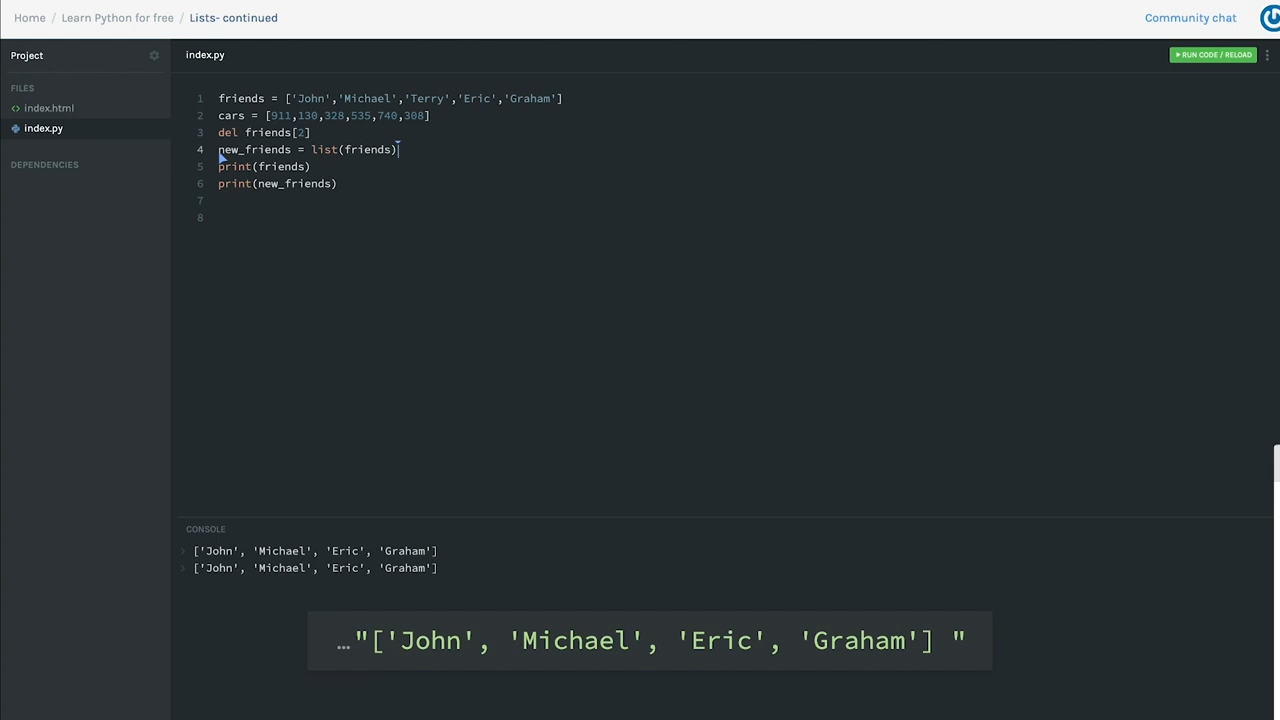 Home / Learn Python for free / Lists- continued
Community chat
Project
index.py
RUN CODE / RELOAD
FILES
<> index.html
index.py
DEPENDENCIES
1 friends = ['John','Michael','Terry','Eric','Graham']
2 cars = [911,130,328,535,740,308]
3 del friends[2]
4 new_friends = list(friends)
5 print(friends)
6 print(new_friends)
7
8
CONSOLE
> ['John', 'Michael', 'Eric', 'Graham']
> ['John', 'Michael', 'Eric', 'Graham']
…"['John', 'Michael', 'Eric', 'Graham'] "